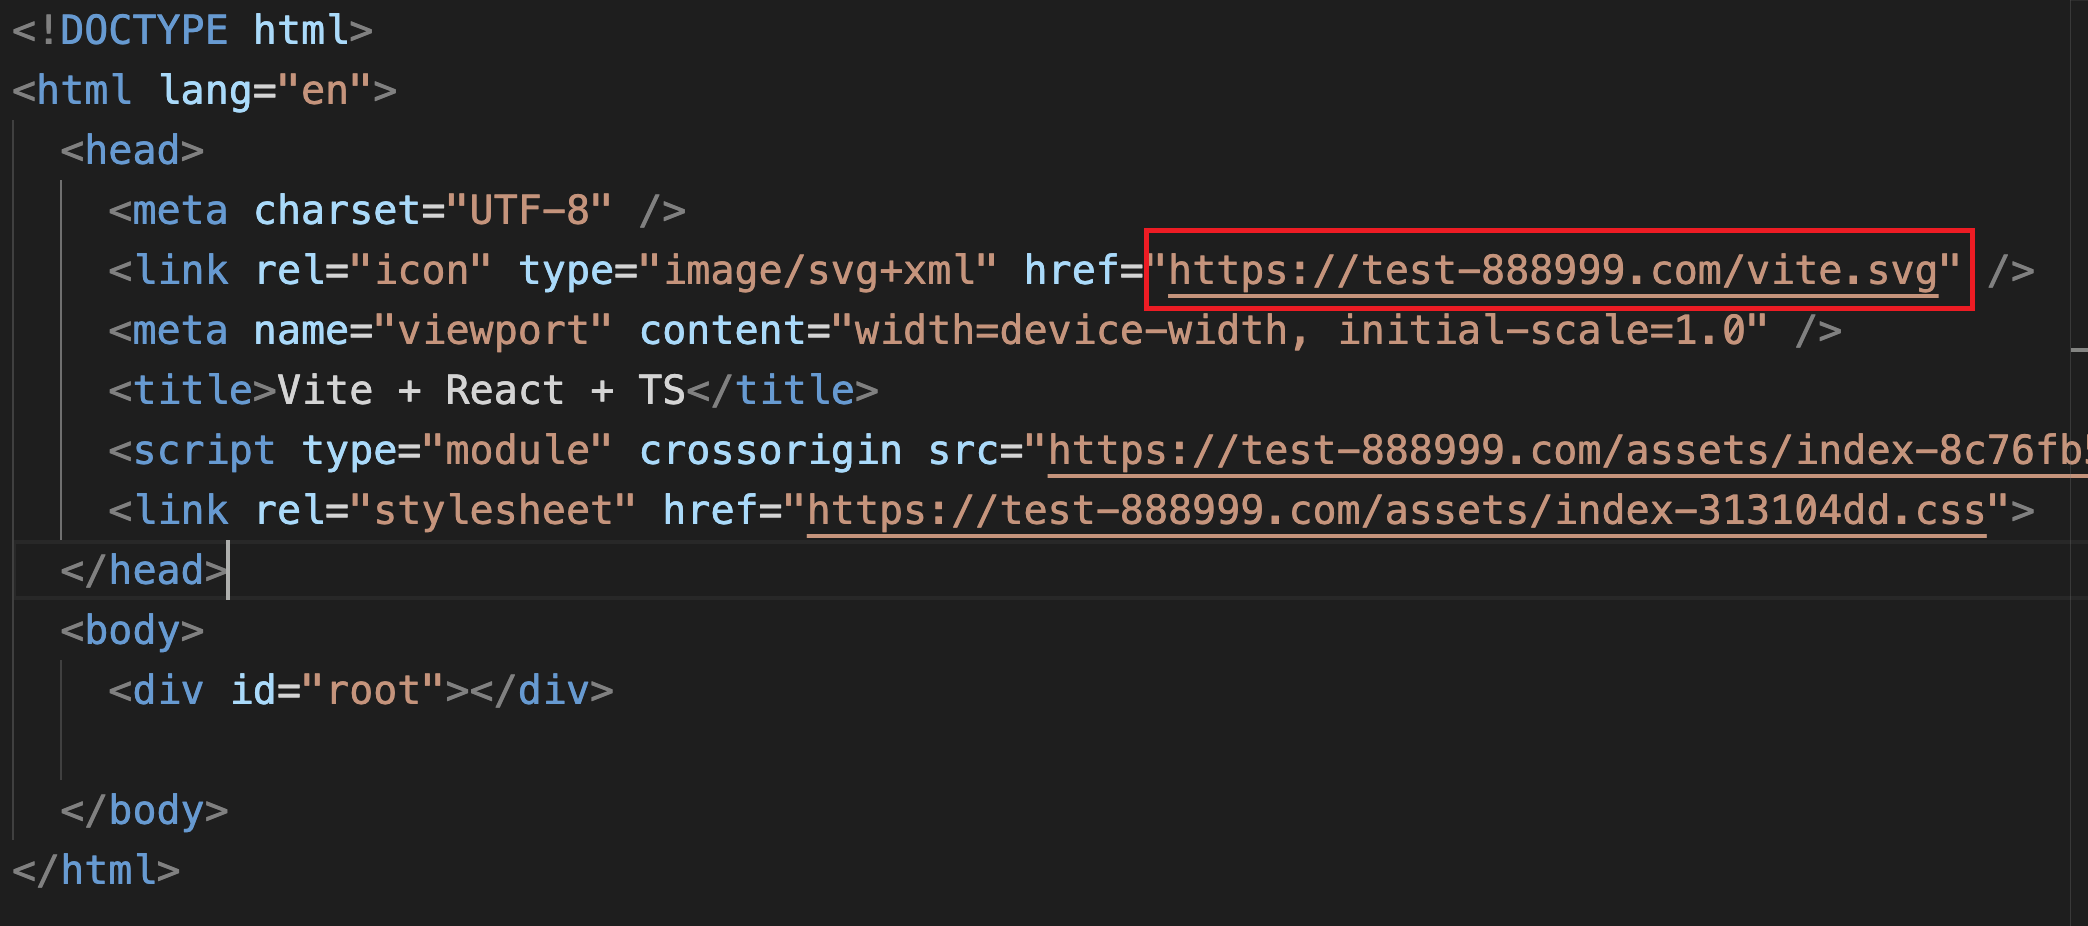 <!DOCTYPE html>
<html lang="en">
<head>
<meta charset="UTF-8" />
<link rel="icon" type="image/svg+xml" href="https://test-888999.com/vite.svg" />
<meta name="viewport" content="width=device-width, initial-scale=1.0" />
<title>Vite + React + TS</title>
<script type="module" crossorigin src="https://test-888999.com/assets/index-8c76fb
<link rel="stylesheet" href="https://test-888999.com/assets/index-313104dd.css">
</head>
<body>
<div id="root"></div>
</body>
</html>